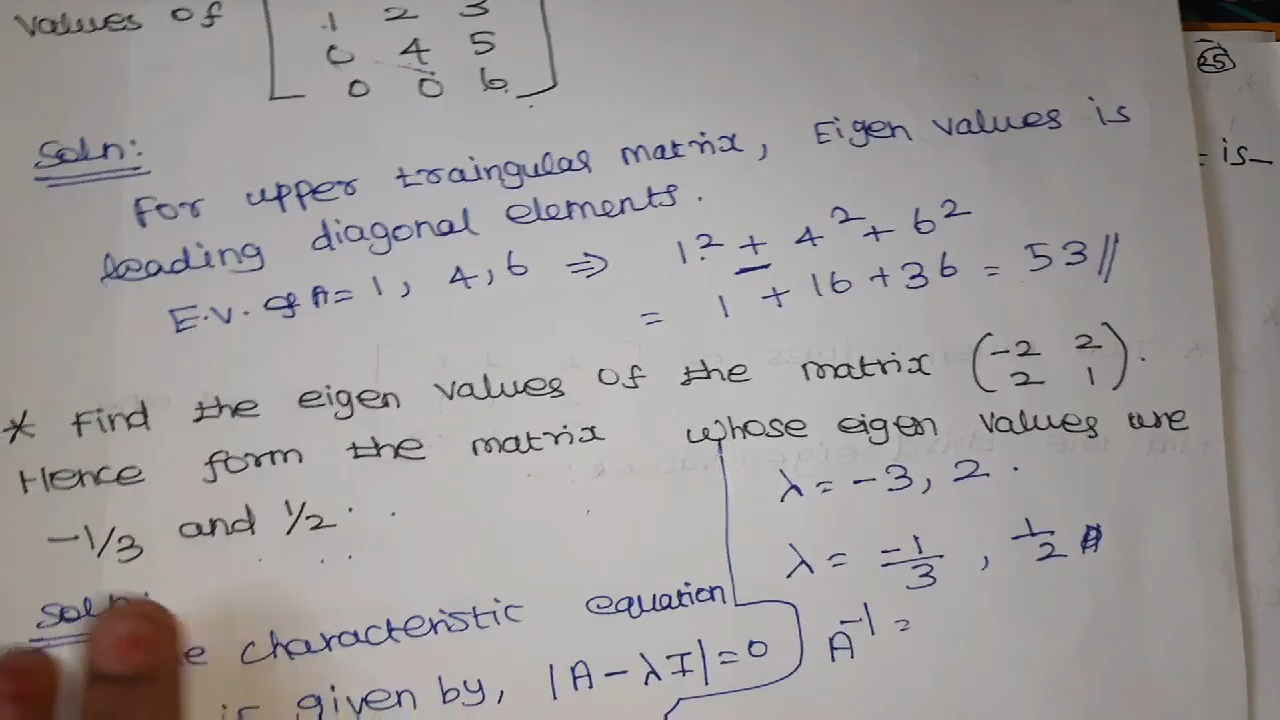 values of [ 1 2 3
0 4 5
0 0 6 ]
25
= is
Soln:
For upper traingular matrix, Eigen values is
leading diagonal elements.
E.V. of A = 1, 4, 6 ⇒ 1² + 4² + 6²
= 1 + 16 + 36 = 53 //
* Find the eigen values of the matrix ( -2 2
2 1 ).
Hence form the matrix whose eigen values are
-1/3 and 1/2.
λ = -3, 2.
λ = -1/3, 1/2
Soln:
characteristic equation
is given by, |A - λI| = 0
A⁻¹ =